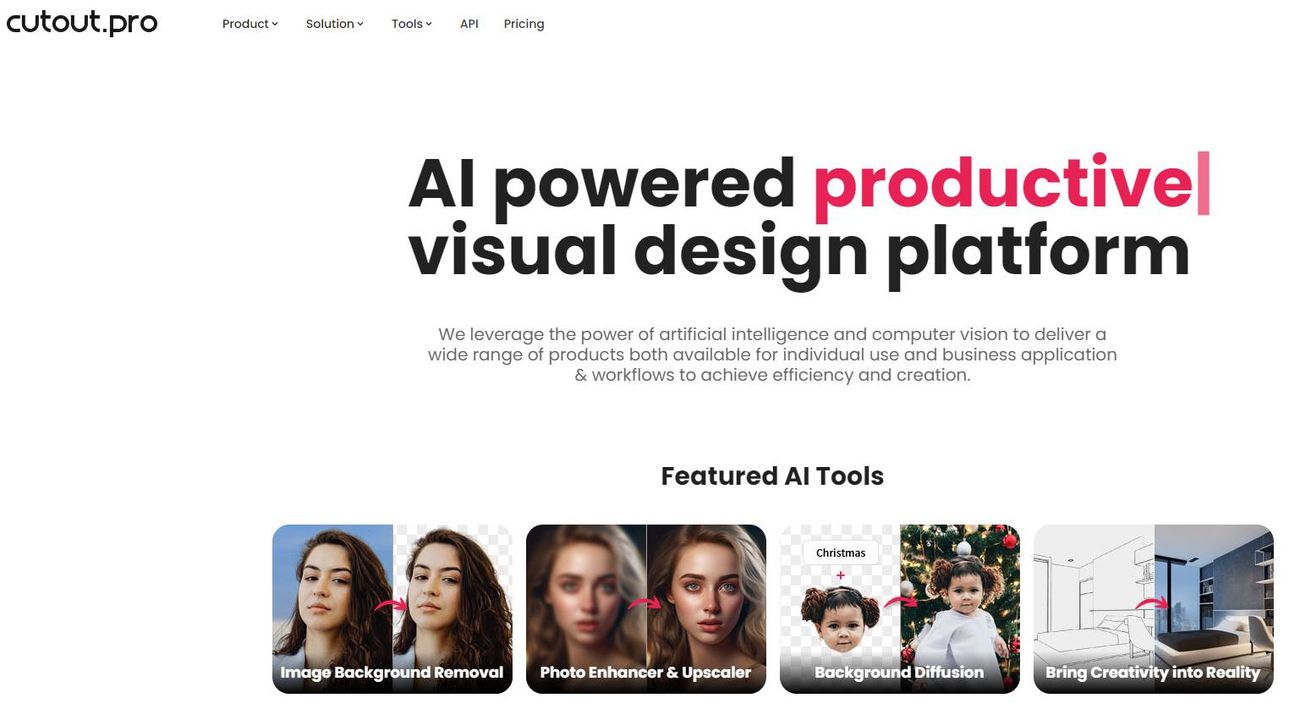 cutout.pro
Product
Solution
Tools
API
Pricing
AI powered productive
visual design platform
We leverage the power of artificial intelligence and computer vision to deliver a
wide range of products both available for individual use and business application
& workflows to achieve efficiency and creation.
Featured AI Tools
Christmas
+
Image Background Removal
Photo Enhancer & Upscaler
Background Diffusion
Bring Creativity into Reality